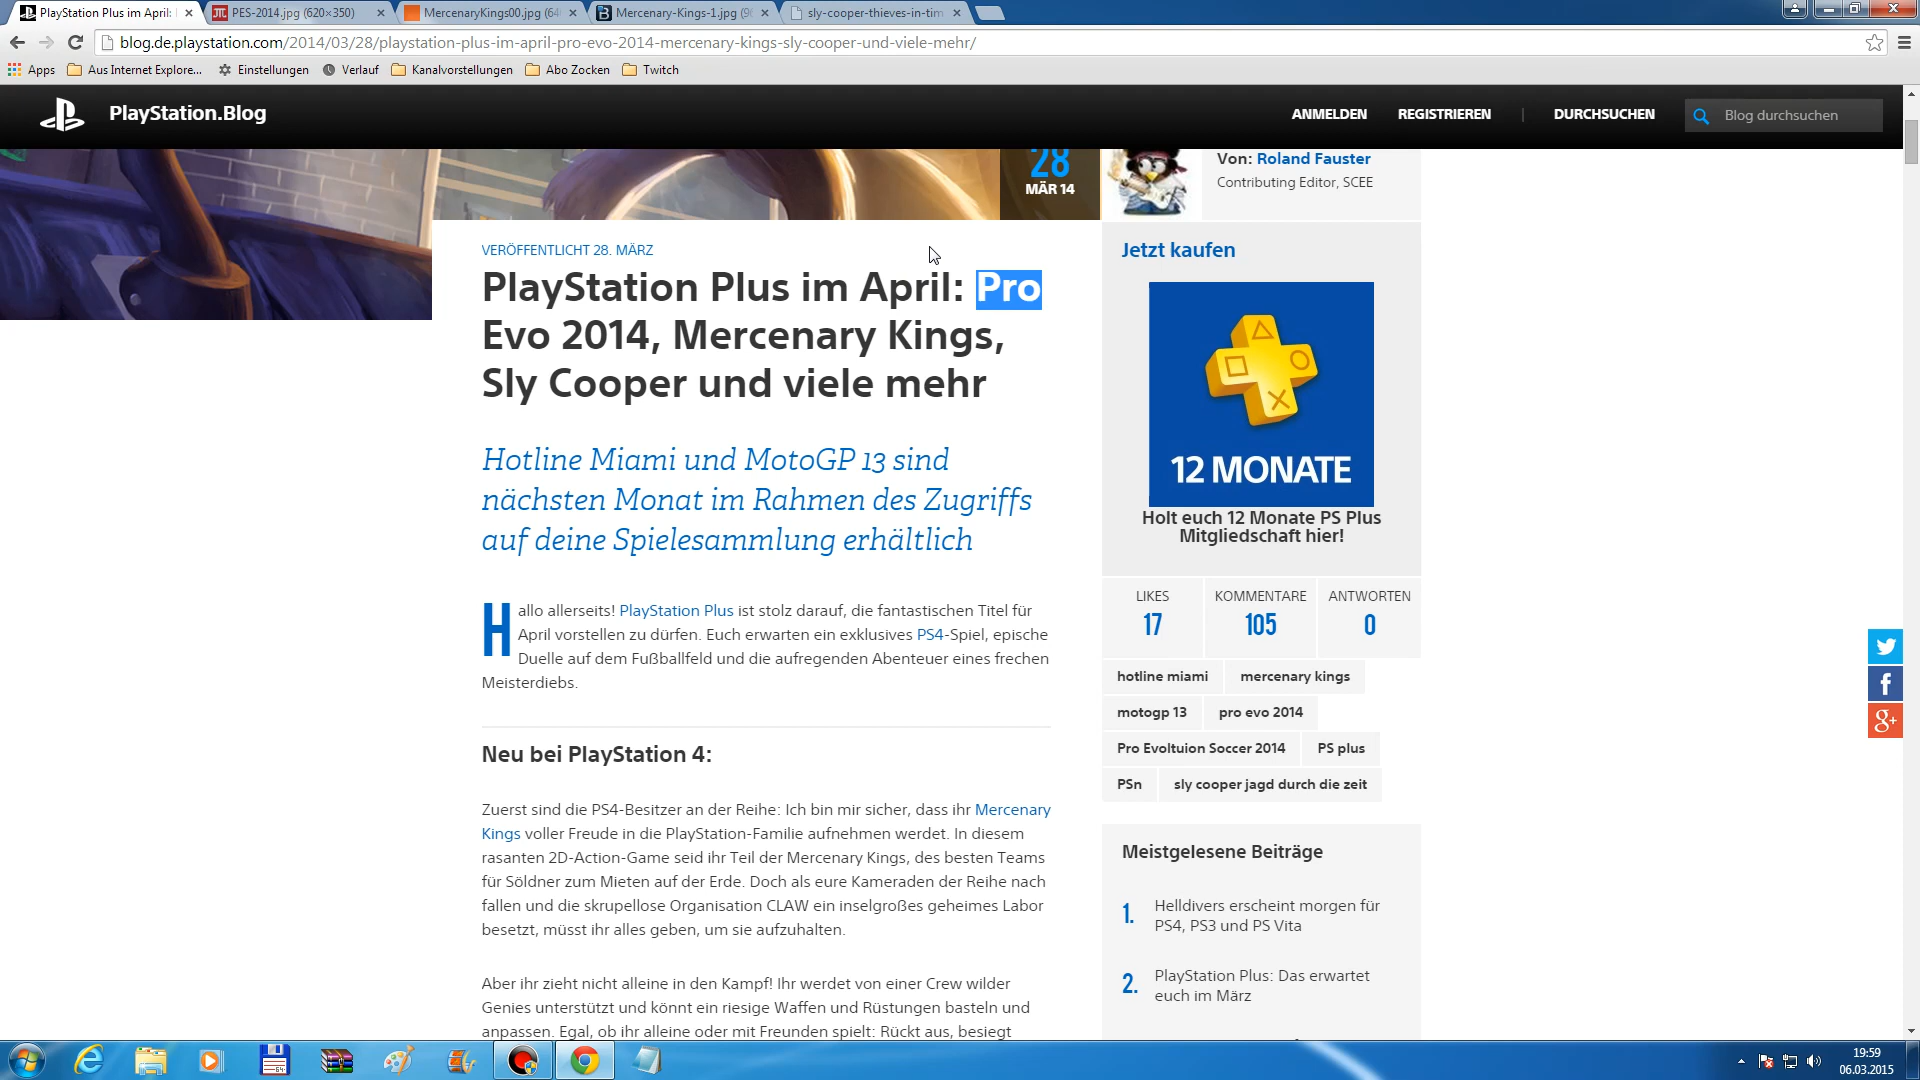 PlayStation Plus im April:
PES-2014.jpg (620×350)
MercenaryKings00.jpg (64
Mercenary-Kings-1.jpg (90
sly-cooper-thieves-in-tim
blog.de.playstation.com/2014/03/28/playstation-plus-im-april-pro-evo-2014-mercenary-kings-sly-cooper-und-viele-mehr/
Apps
Aus Internet Explore...
Einstellungen
Verlauf
Kanalvorstellungen
Abo Zocken
Twitch
PlayStation.Blog
ANMELDEN
REGISTRIEREN
DURCHSUCHEN
Blog durchsuchen
28
MÄR 14
Von: Roland Fauster
Contributing Editor, SCEE
VERÖFFENTLICHT 28. MÄRZ
PlayStation Plus im April: Pro
Evo 2014, Mercenary Kings,
Sly Cooper und viele mehr
Hotline Miami und MotoGP 13 sind
nächsten Monat im Rahmen des Zugriffs
auf deine Spielesammlung erhältlich
Hallo allerseits! PlayStation Plus ist stolz darauf, die fantastischen Titel für
April vorstellen zu dürfen. Euch erwarten ein exklusives PS4-Spiel, epische
Duelle auf dem Fußballfeld und die aufregenden Abenteuer eines frechen
Meisterdiebs.
Neu bei PlayStation 4:
Zuerst sind die PS4-Besitzer an der Reihe: Ich bin mir sicher, dass ihr Mercenary
Kings voller Freude in die PlayStation-Familie aufnehmen werdet. In diesem
rasanten 2D-Action-Game seid ihr Teil der Mercenary Kings, des besten Teams
für Söldner zum Mieten auf der Erde. Doch als eure Kameraden der Reihe nach
fallen und die skrupellose Organisation CLAW ein inselgroßes geheimes Labor
besetzt, müsst ihr alles geben, um sie aufzuhalten.
Aber ihr zieht nicht alleine in den Kampf! Ihr werdet von einer Crew wilder
Genies unterstützt und könnt ein riesige Waffen und Rüstungen basteln und
anpassen. Egal, ob ihr alleine oder mit Freunden spielt: Rückt aus, besiegt
Jetzt kaufen
12 MONATE
Holt euch 12 Monate PS Plus
Mitgliedschaft hier!
LIKES
17
KOMMENTARE
105
ANTWORTEN
0
hotline miami
mercenary kings
motogp 13
pro evo 2014
Pro Evoltuion Soccer 2014
PS plus
PSn
sly cooper jagd durch die zeit
Meistgelesene Beiträge
1.
Helldivers erscheint morgen für
PS4, PS3 und PS Vita
2.
PlayStation Plus: Das erwartet
euch im März
19:59
06.03.2015